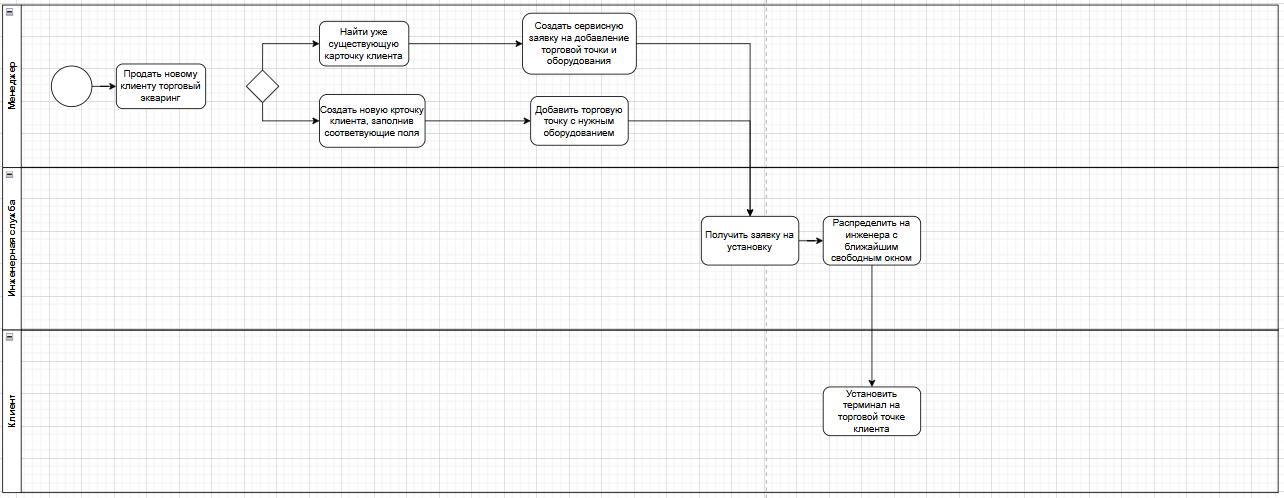 Менеджер
Продать новому
клиенту торговый
экваринг
Найти уже
существующую
карточку клиента
Создать сервисную
заявку на добавление
торговой точки и
оборудования
Создать новую крточку
клиента, заполнив
соответвующие поля
Добавить торговую
точку с нужным
оборудованием
Инженерная служба
Получить заявку на
установку
Распределить на
инженера с
ближайшим
свободным окном
Клиент
Установить
терминал на
торговой точке
клиента